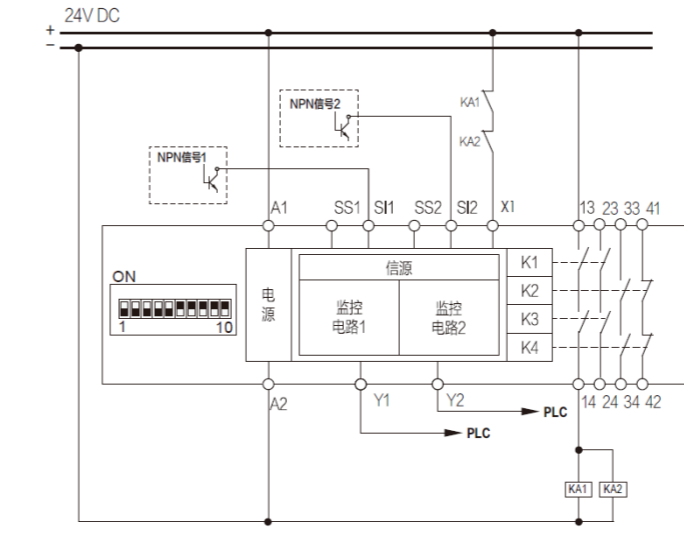 24V DC
+
−
NPN信号2
KA1
KA2
NPN信号1
A1
SS1
SI1
SS2
SI2
X1
13
23
33
41
ON
1
10
电
源
信源
监控
电路1
监控
电路2
K1
K2
K3
K4
A2
Y1
Y2
14
24
34
42
PLC
PLC
KA1
KA2